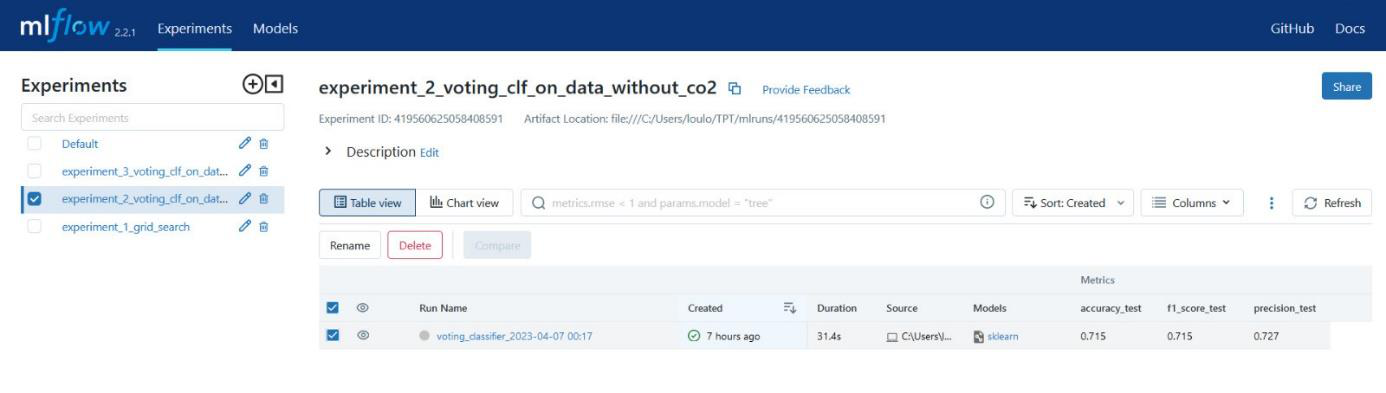 mlflow 2.2.1 Experiments Models GitHub Docs
Experiments
Search Experiments
Default
experiment_3_voting_clf_on_dat...
experiment_2_voting_clf_on_dat...
experiment_1_grid_search
experiment_2_voting_clf_on_data_without_co2 Provide Feedback Share
Experiment ID: 419560625058408591 Artifact Location: file:///C:/Users/loulo/TPT/mlruns/419560625058408591
Description Edit
Table view Chart view metrics.rmse < 1 and params.model = "tree" Sort: Created Columns Refresh
Rename Delete Compare
Metrics
Run Name Created Duration Source Models accuracy_test f1_score_test precision_test
voting_classifier_2023-04-07 00:17 7 hours ago 31.4s C:\Users\l... sklearn 0.715 0.715 0.727